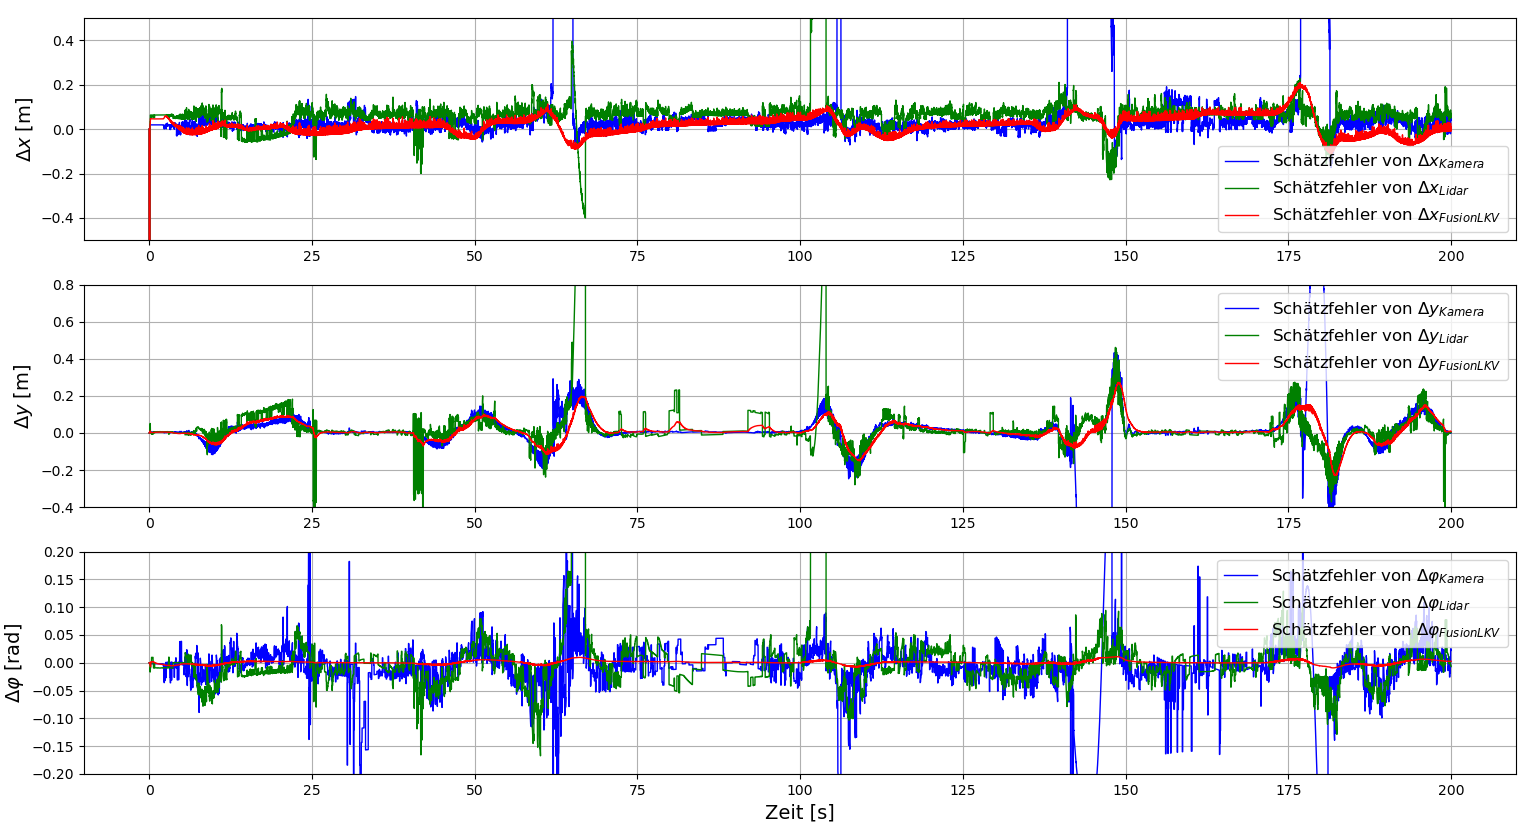 0.4
0.2
0.0
−0.2
−0.4
Δx [m]
Schätzfehler von Δx_Kamera
Schätzfehler von Δx_Lidar
Schätzfehler von Δx_FusionLKV
0 25 50 75 100 125 150 175 200
0.8
0.6
0.4
0.2
0.0
−0.2
−0.4
Δy [m]
Schätzfehler von Δy_Kamera
Schätzfehler von Δy_Lidar
Schätzfehler von Δy_FusionLKV
0 25 50 75 100 125 150 175 200
0.20
0.15
0.10
0.05
0.00
−0.05
−0.10
−0.15
−0.20
Δφ [rad]
Schätzfehler von Δφ_Kamera
Schätzfehler von Δφ_Lidar
Schätzfehler von Δφ_FusionLKV
0 25 50 75 100 125 150 175 200
Zeit [s]